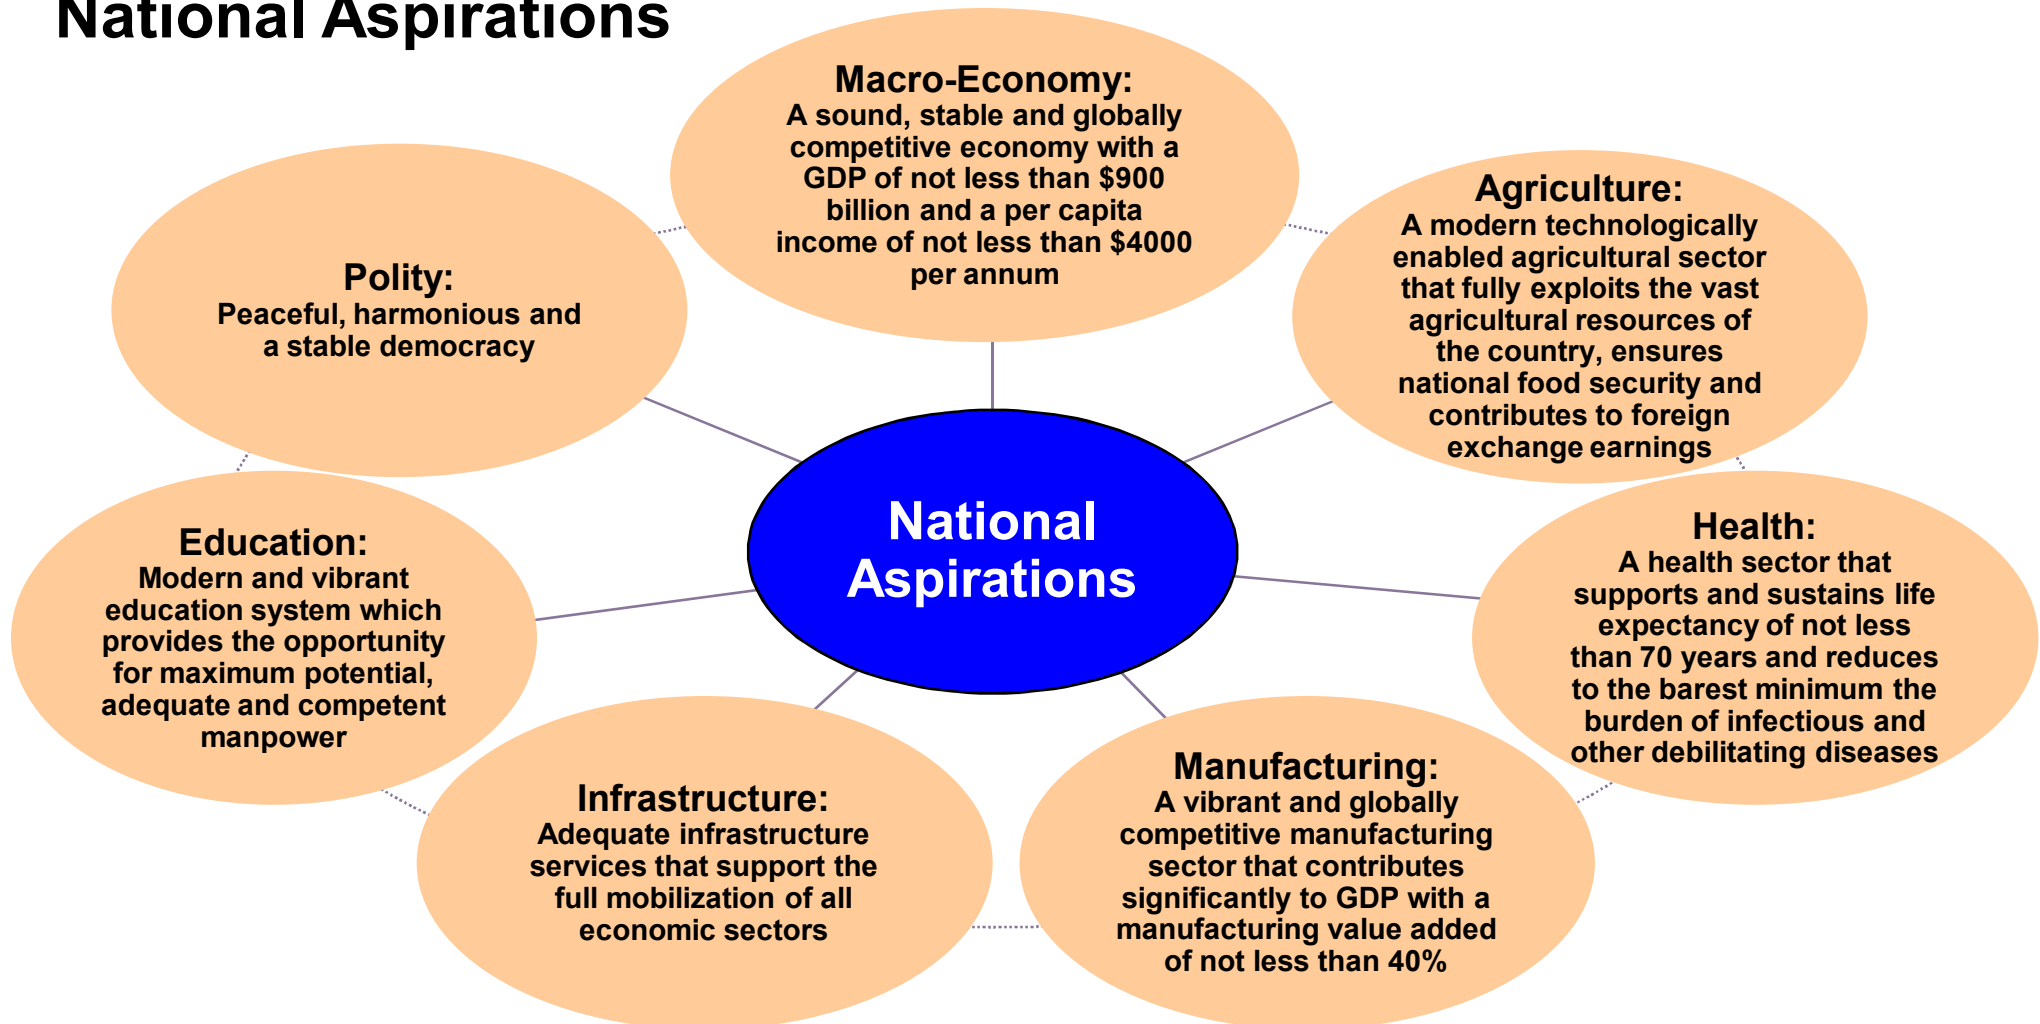 National Aspirations
Macro-Economy:
A sound, stable and globally
competitive economy with a
GDP of not less than $900
billion and a per capita
income of not less than $4000
per annum
Agriculture:
A modern technologically
enabled agricultural sector
that fully exploits the vast
agricultural resources of
the country, ensures
national food security and
contributes to foreign
exchange earnings
Health:
A health sector that
supports and sustains life
expectancy of not less
than 70 years and reduces
to the barest minimum the
burden of infectious and
other debilitating diseases
Manufacturing:
A vibrant and globally
competitive manufacturing
sector that contributes
significantly to GDP with a
manufacturing value added
of not less than 40%
Infrastructure:
Adequate infrastructure
services that support the
full mobilization of all
economic sectors
Education:
Modern and vibrant
education system which
provides the opportunity
for maximum potential,
adequate and competent
manpower
Polity:
Peaceful, harmonious and
a stable democracy
National
Aspirations